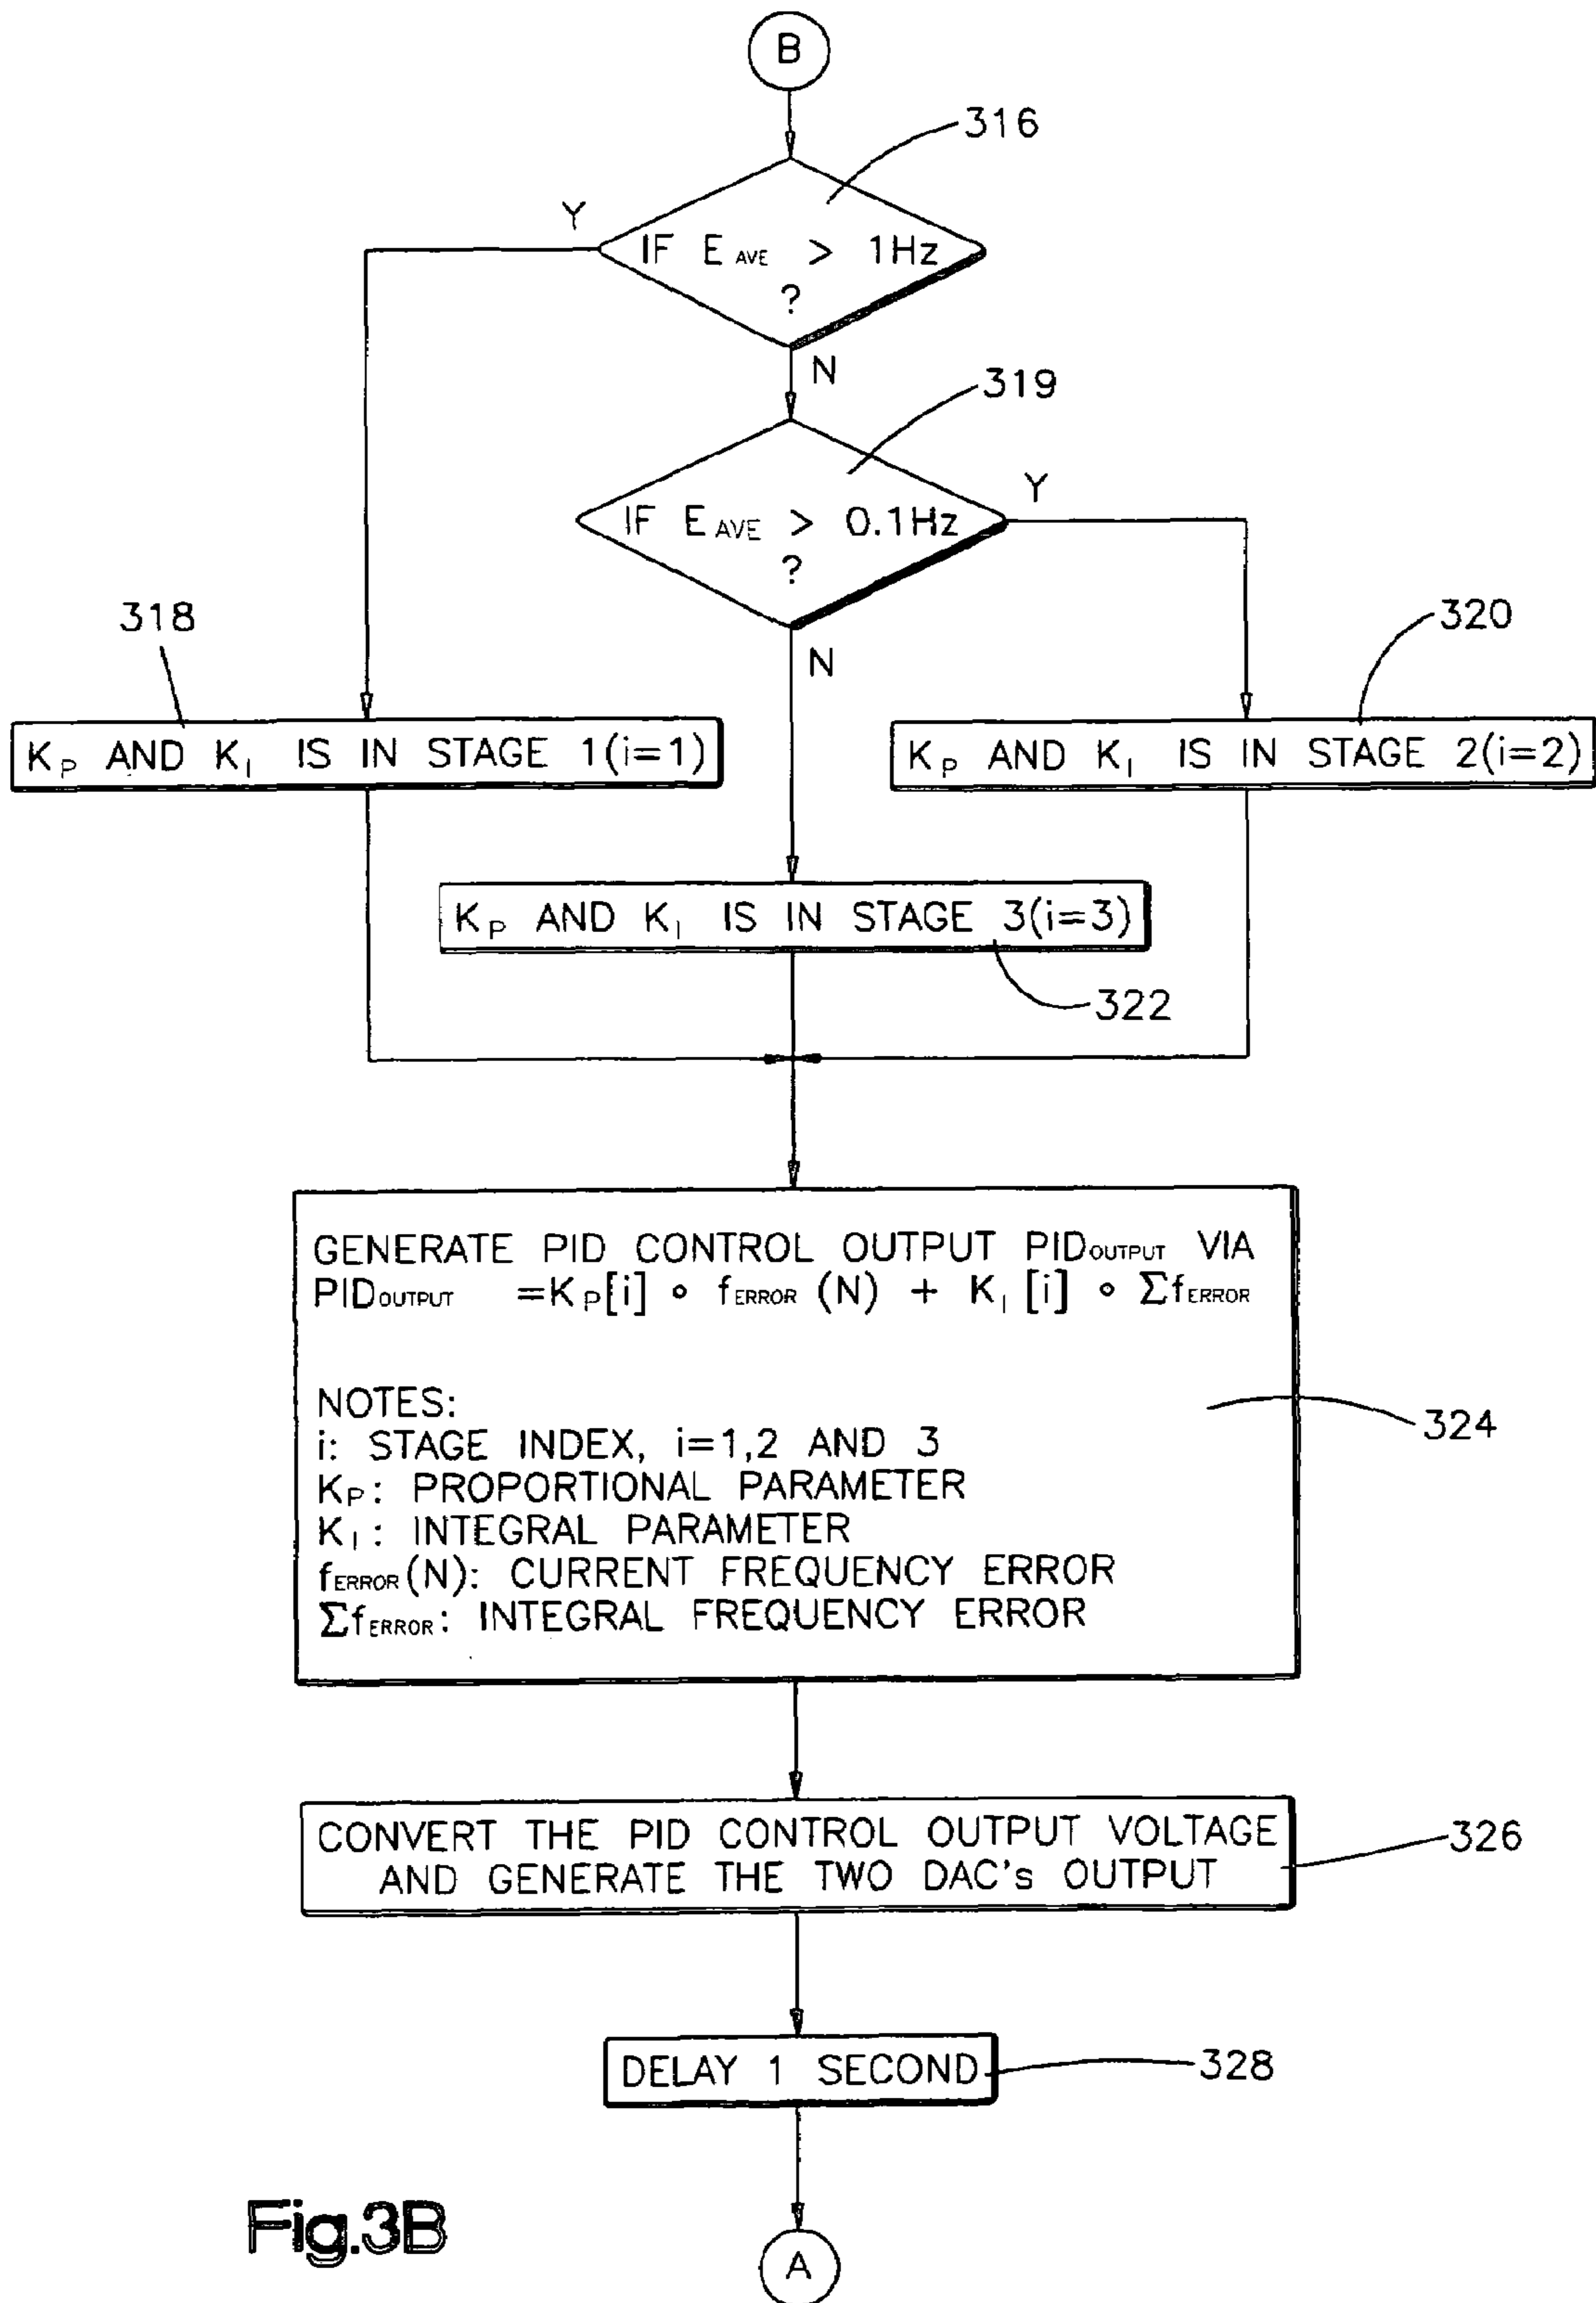 B
316
Y
IF E AVE > 1Hz
?
N
319
Y
IF E AVE > 0.1Hz
?
318
320
N
KP AND KI IS IN STAGE 1(i=1)
KP AND KI IS IN STAGE 2(i=2)
KP AND KI IS IN STAGE 3(i=3)
322
GENERATE PID CONTROL OUTPUT PIDOUTPUT VIA
PIDOUTPUT =KP[i] ∘ fERROR (N) + KI [i] ∘ ΣfERROR
NOTES:
i: STAGE INDEX, i=1,2 AND 3
324
KP: PROPORTIONAL PARAMETER
KI: INTEGRAL PARAMETER
fERROR(N): CURRENT FREQUENCY ERROR
ΣfERROR: INTEGRAL FREQUENCY ERROR
CONVERT THE PID CONTROL OUTPUT VOLTAGE
AND GENERATE THE TWO DAC's OUTPUT
326
DELAY 1 SECOND
328
Fig.3B
A